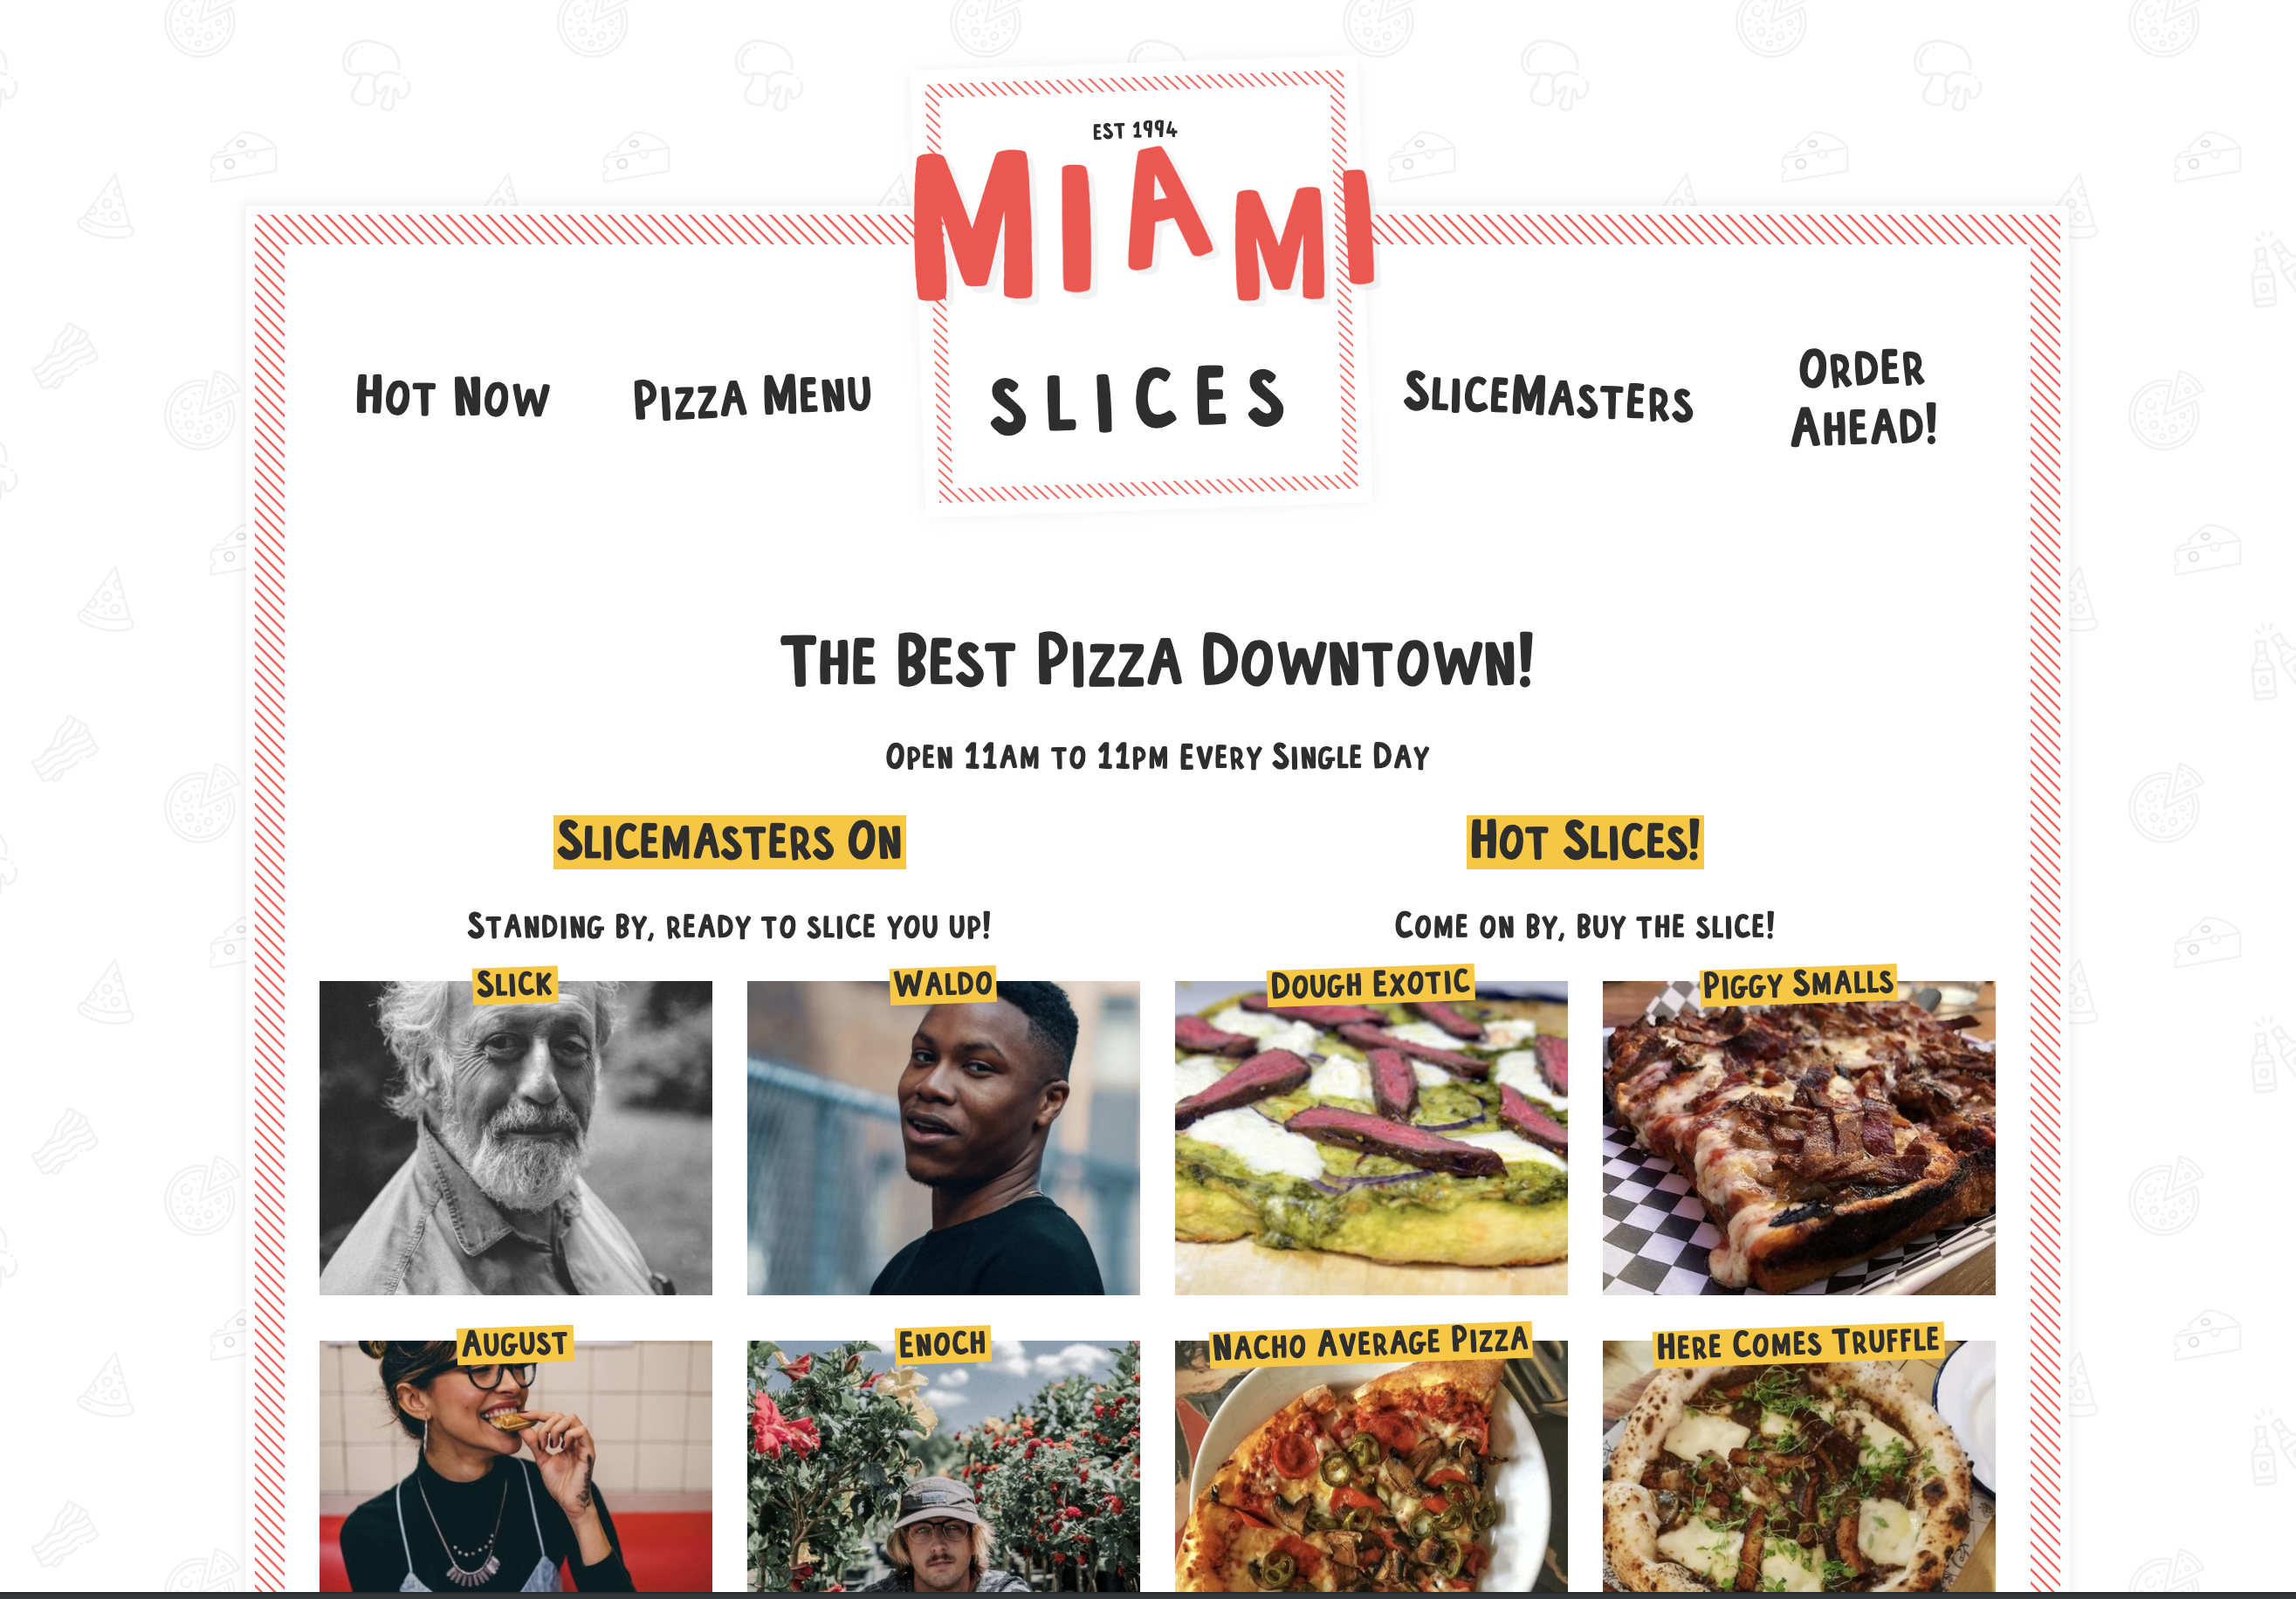 EST 1994
MIAMI
SLICES
Hot Now
Pizza Menu
SliceMasters
Order
Ahead!
The Best Pizza Downtown!
Open 11am to 11pm Every Single Day
Slicemasters On
Standing by, ready to slice you up!
Slick
Waldo
August
Enoch
Hot Slices!
Come on by, buy the slice!
Dough Exotic
Piggy Smalls
Nacho Average Pizza
Here Comes Truffle